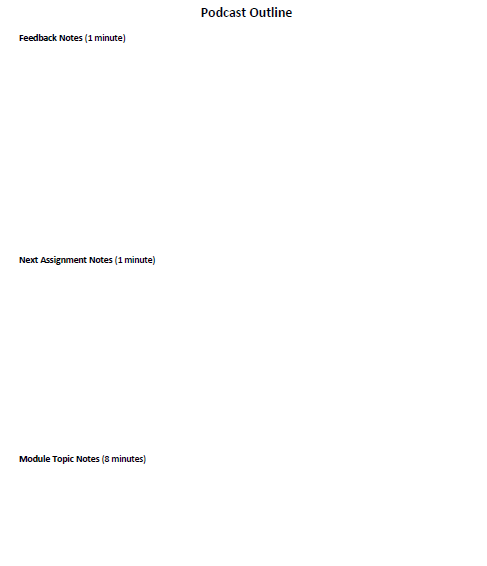 Podcast Outline
Feedback Notes (1 minute)
Next Assignment Notes (1 minute)
Module Topic Notes (8 minutes)